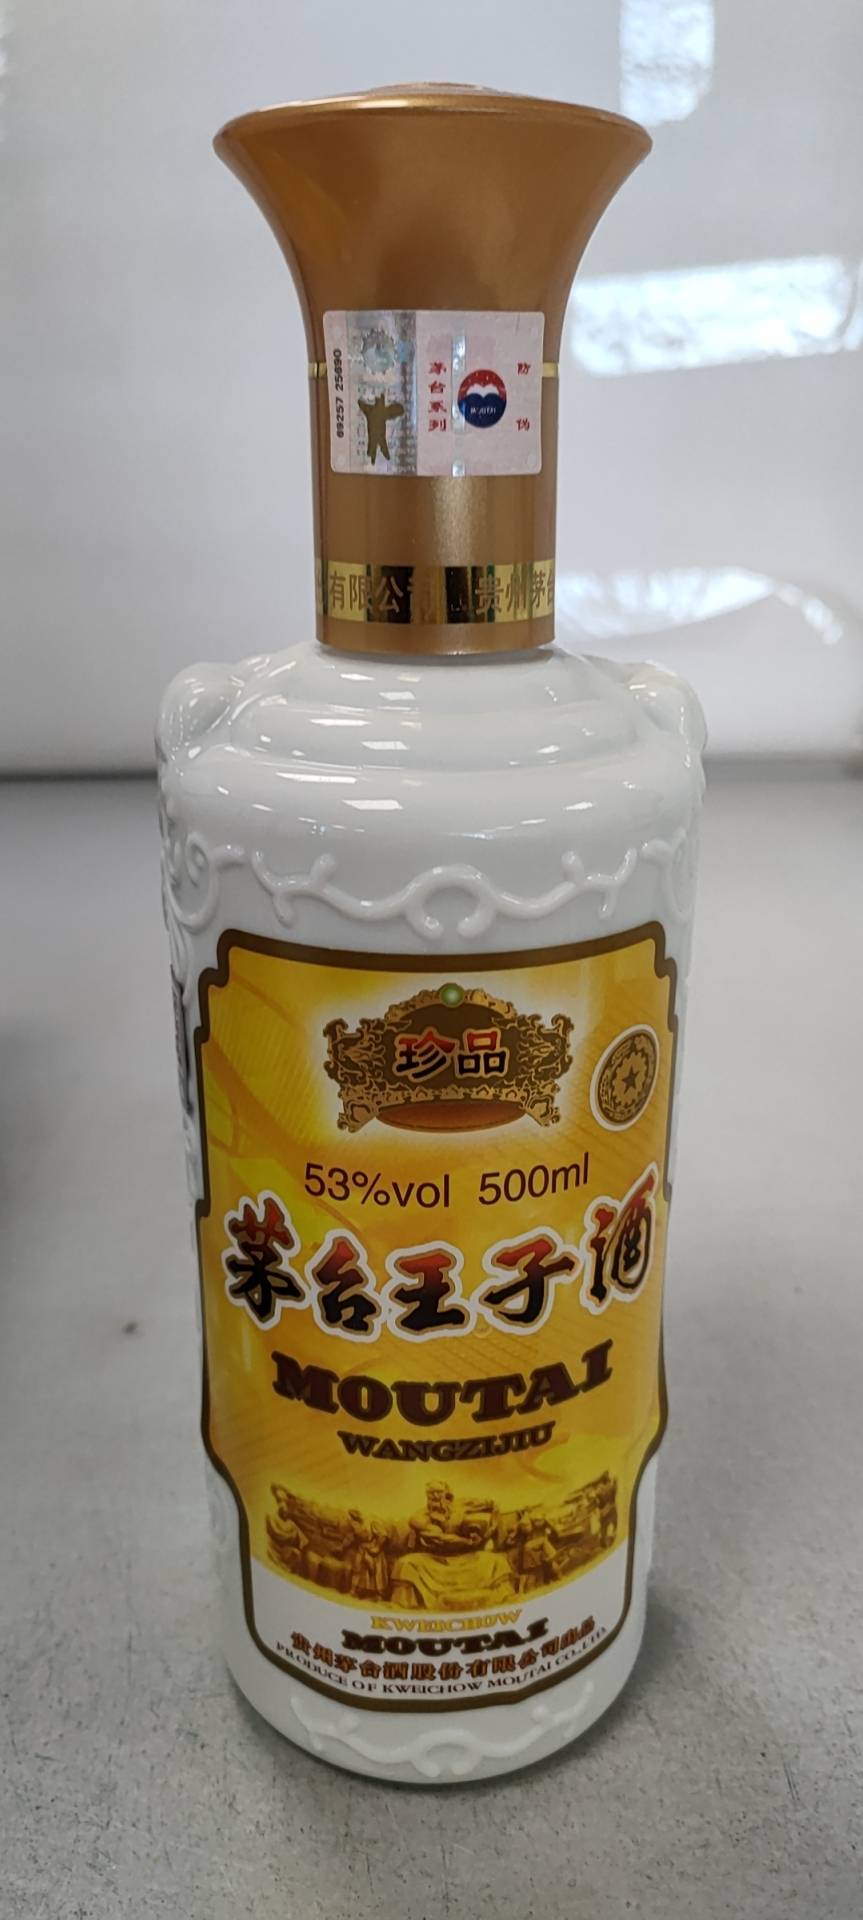 69257 25690
茅台系列
防伪
MOUTAI
有限公司 贵州茅台
珍品
53%vol 500ml
茅台王子酒
MOUTAI
WANGZIJIU
KWEICHOW
MOUTAI
贵州茅台酒股份有限公司出品
PRODUCE OF KWEICHOW MOUTAI CO.,LTD.